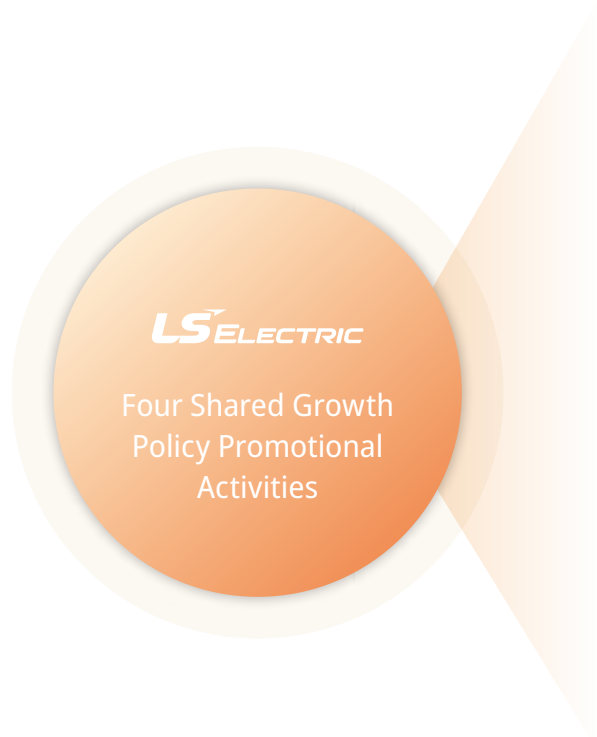 LS ELECTRIC
Four Shared Growth
Policy Promotional
Activities